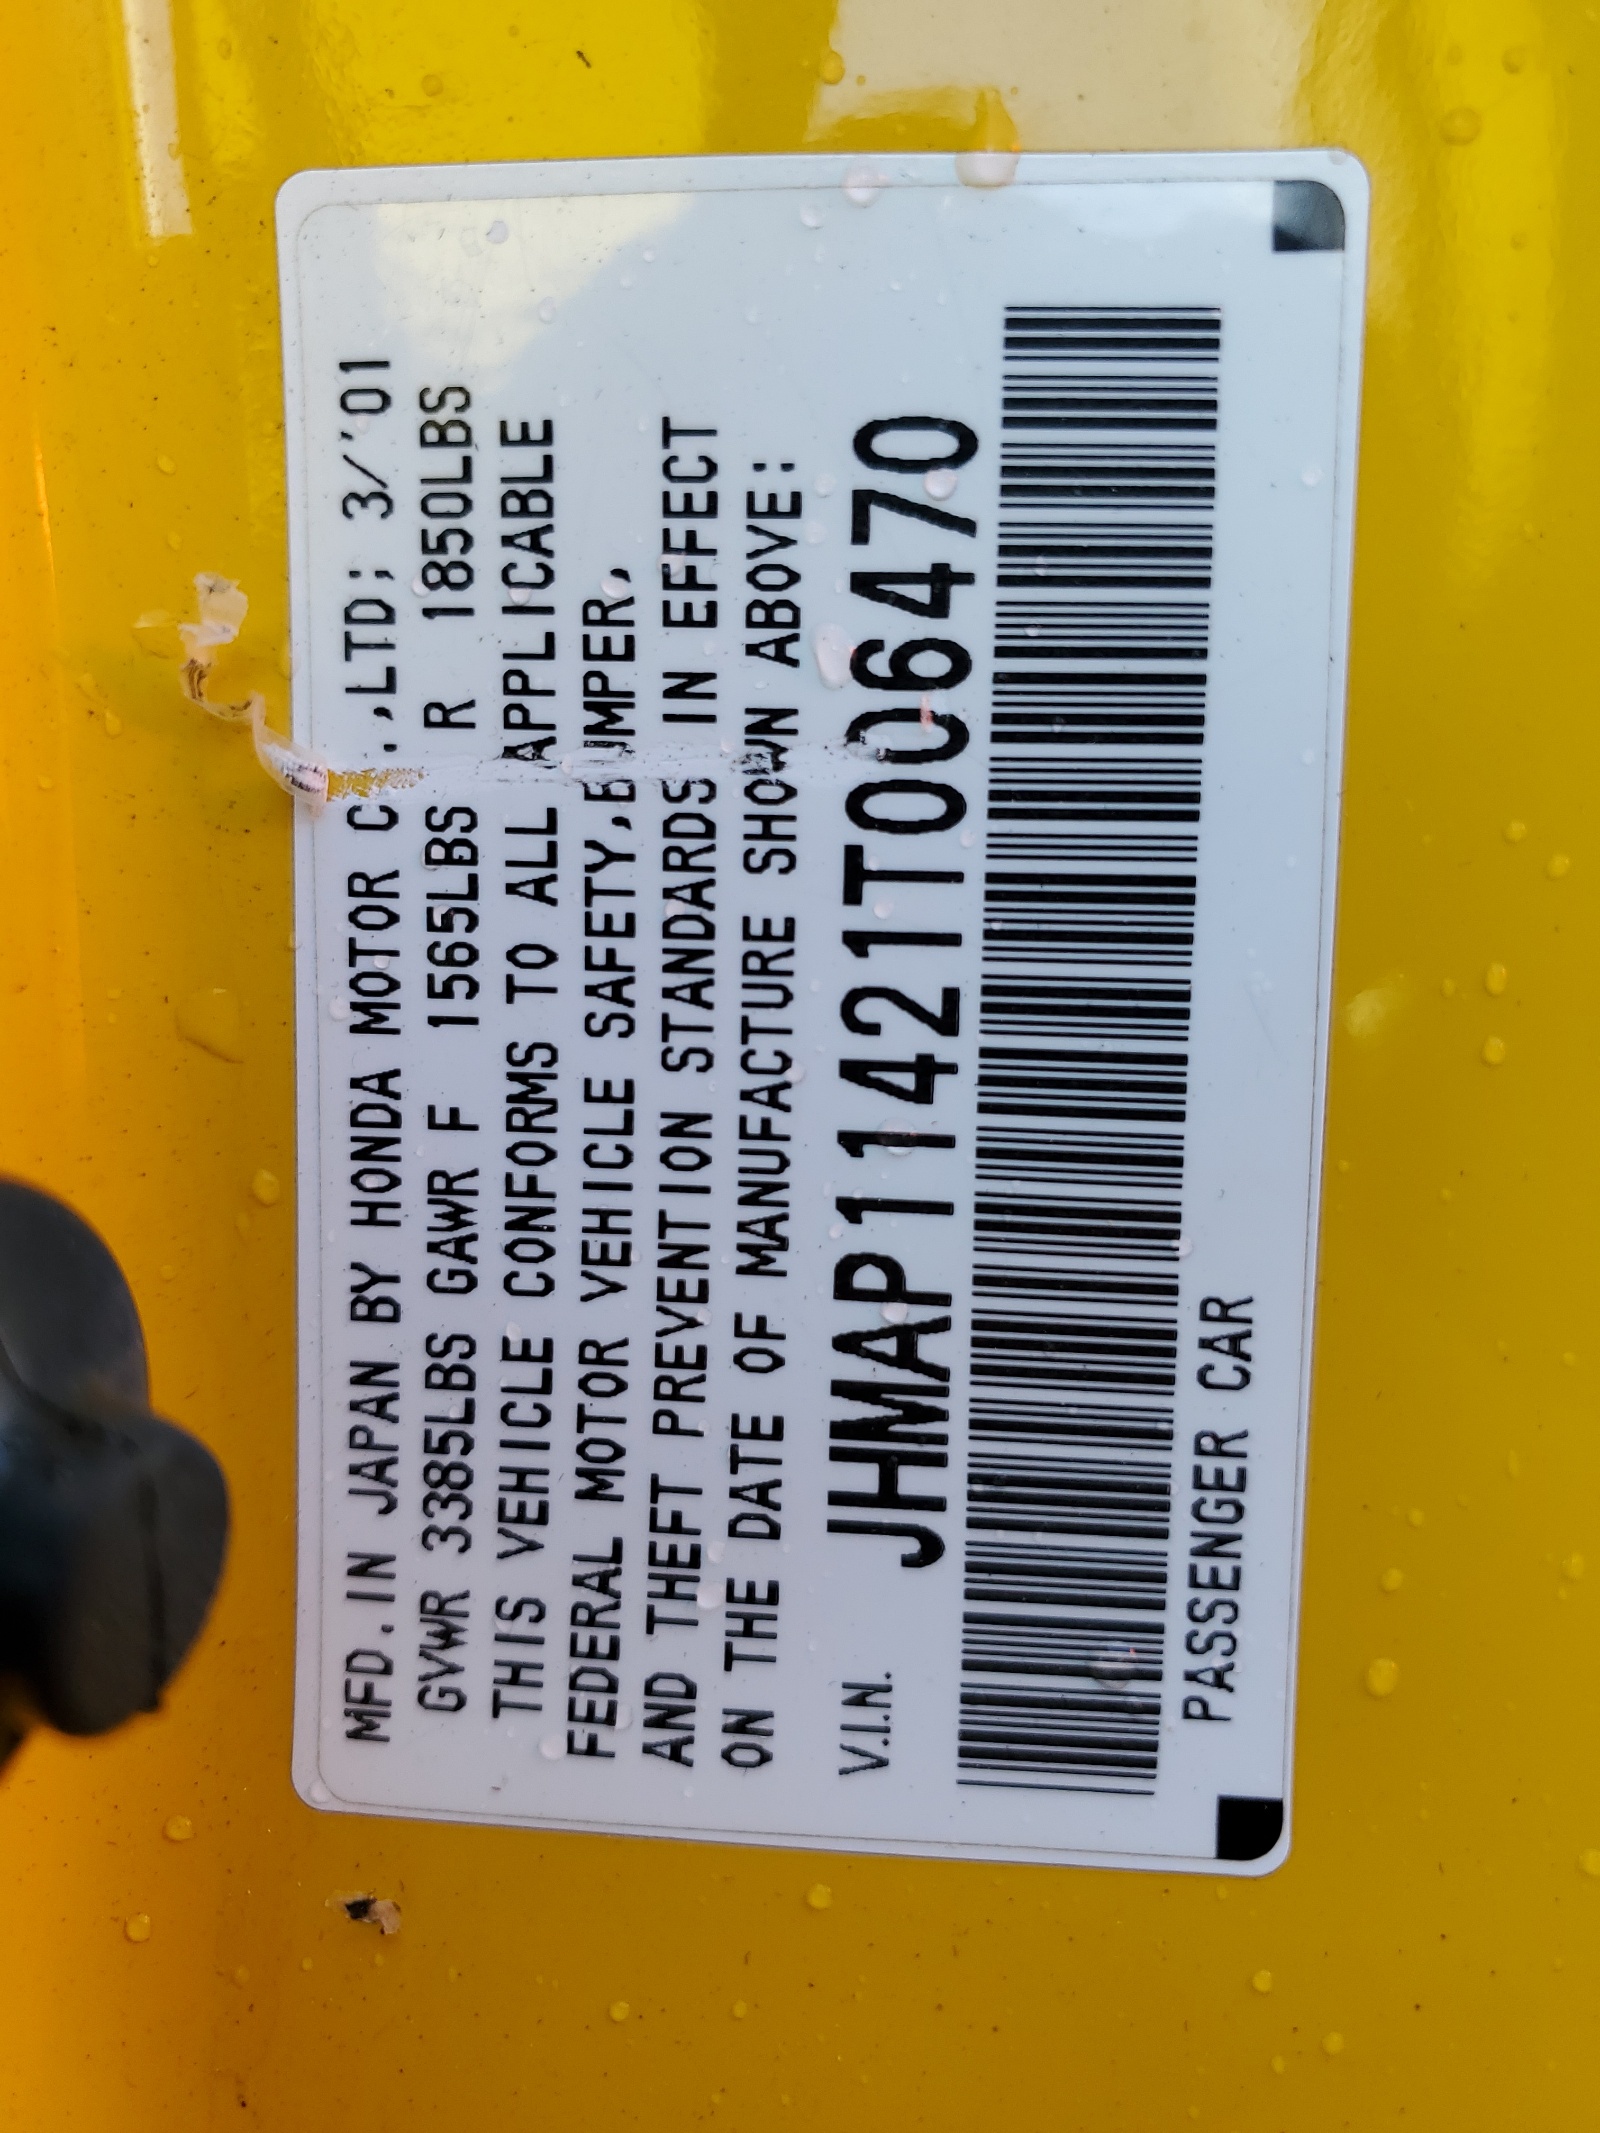 MFD. IN JAPAN BY HONDA MOTOR C .,LTD; 3/'01
GVWR 3385LBS GAWR F 1565LBS R 1850LBS
THIS VEHICLE CONFORMS TO ALL APPLICABLE
FEDERAL MOTOR VEHICLE SAFETY,BUMPER,
AND THEFT PREVENTION STANDARDS IN EFFECT
ON THE DATE OF MANUFACTURE SHOWN ABOVE:
V.I.N. JHMAP11421T006470
PASSENGER CAR